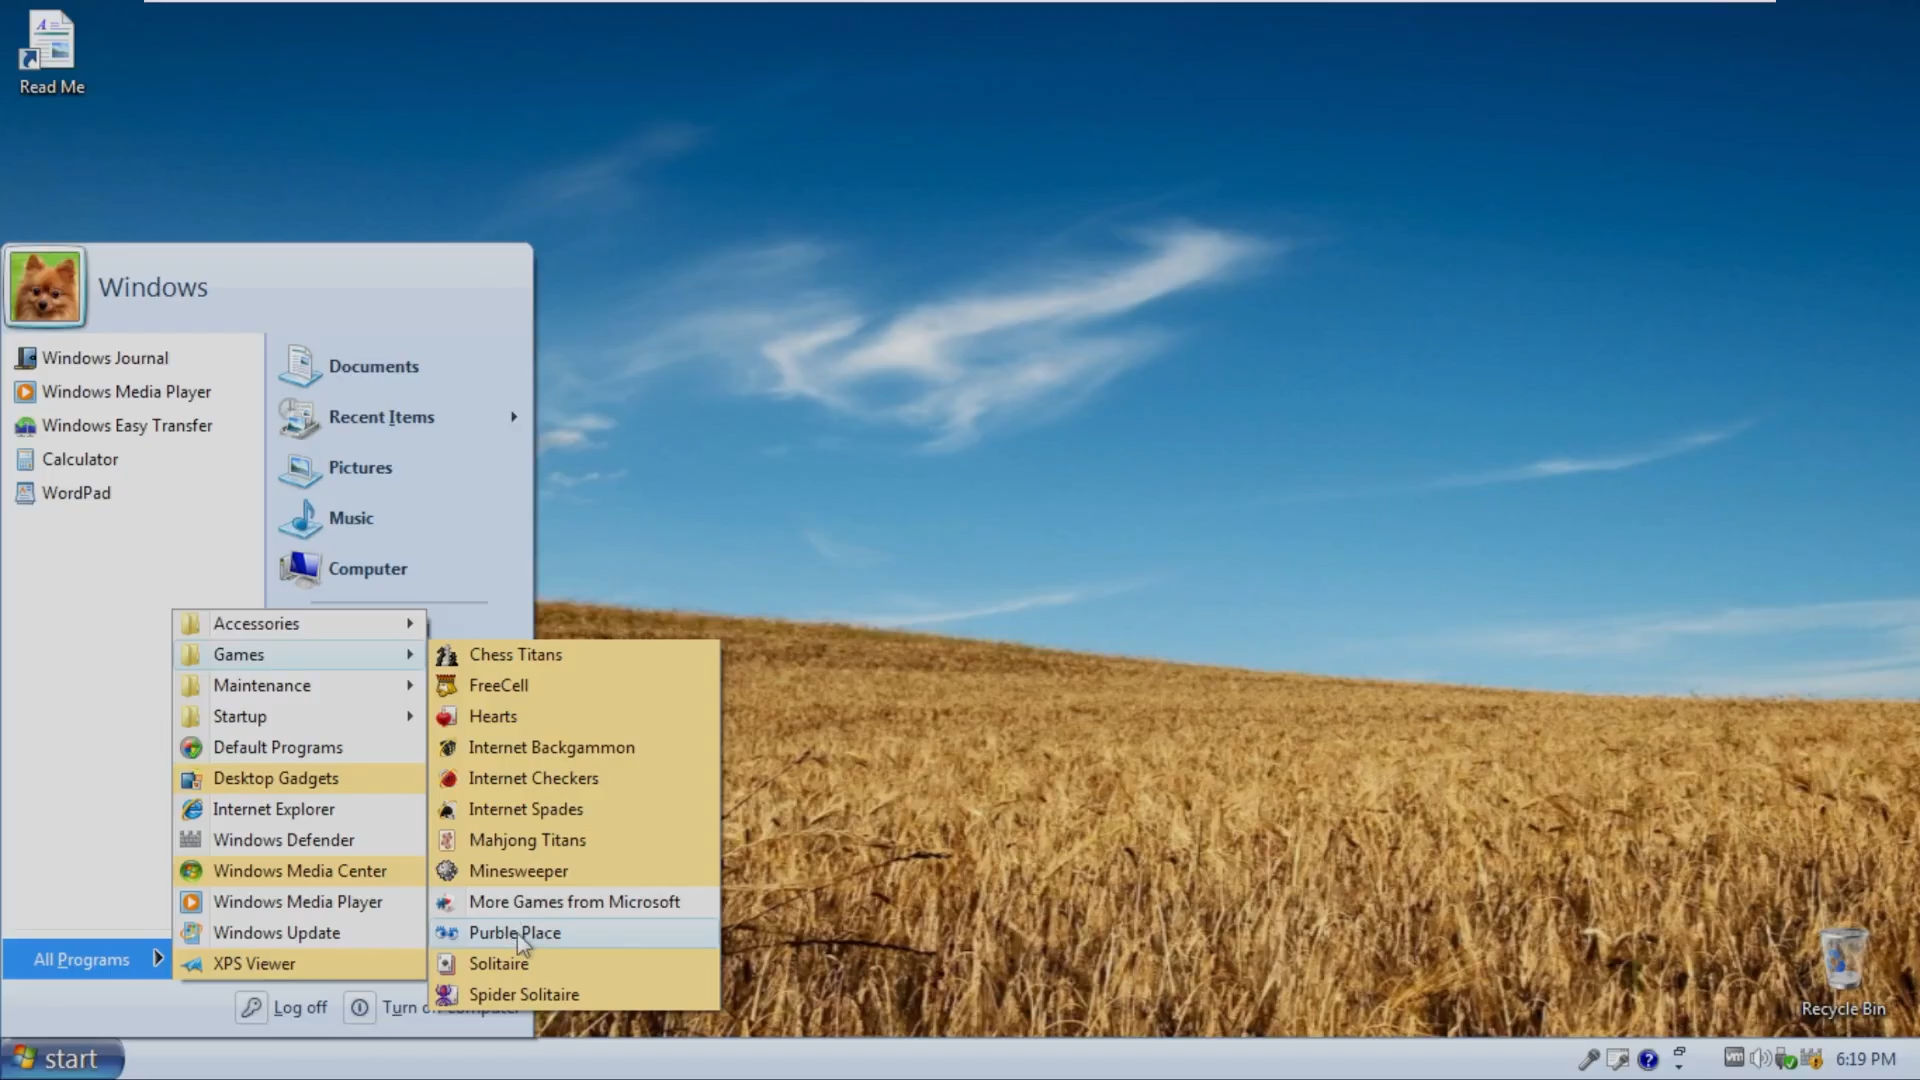 Read Me
Windows
Windows Journal
Windows Media Player
Windows Easy Transfer
Calculator
WordPad
Documents
Recent Items
Pictures
Music
Computer
Accessories
Games
Maintenance
Startup
Default Programs
Desktop Gadgets
Internet Explorer
Windows Defender
Windows Media Center
Windows Media Player
Windows Update
XPS Viewer
Chess Titans
FreeCell
Hearts
Internet Backgammon
Internet Checkers
Internet Spades
Mahjong Titans
Minesweeper
More Games from Microsoft
Purble Place
Solitaire
Spider Solitaire
All Programs
Log off
Turn
Recycle Bin
start
vm
6:19 PM